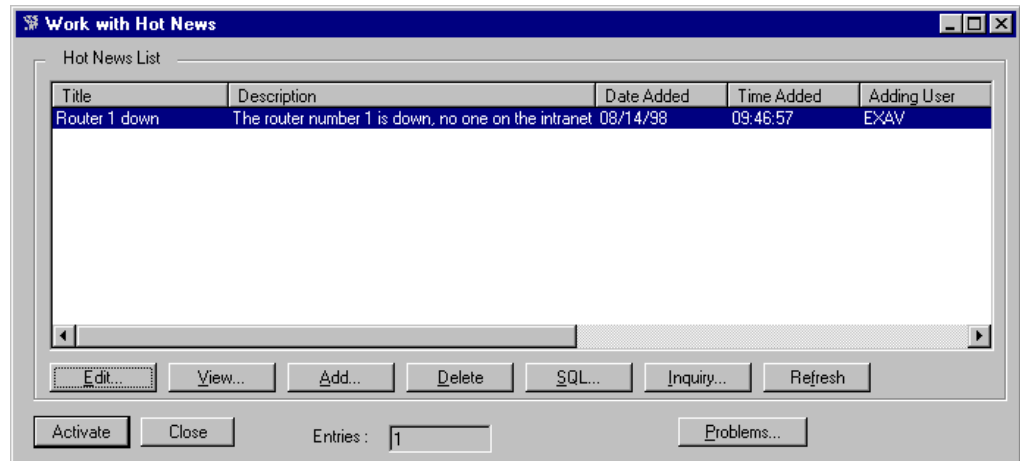 Work with Hot News
Hot News List
Title Description Date Added Time Added Adding User
Router 1 down The router number 1 is down, no one on the intranet 08/14/98 09:46:57 EXAV
Edit... View... Add... Delete SQL... Inquiry... Refresh
Activate Close Entries : 1 Problems...